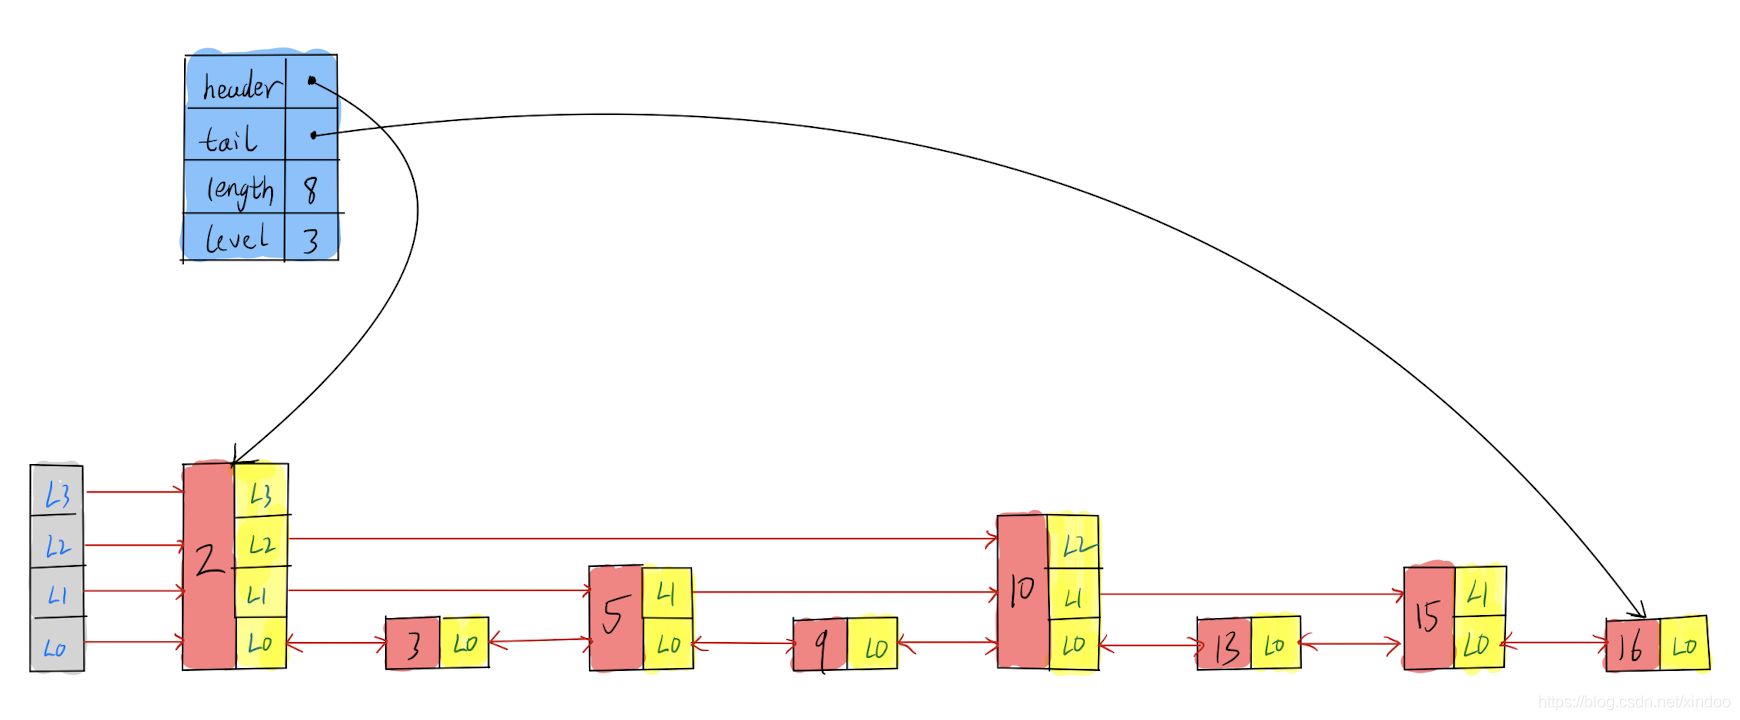 header
tail
length 8
level 3
L3 L3
L2 2 L2 L2
L1 L1 5 L1 10 L1 15 L1
L0 L0 3 L0 L0 9 L0 L0 13 L0 L0 16 L0
https://blog.csdn.net/xindoo